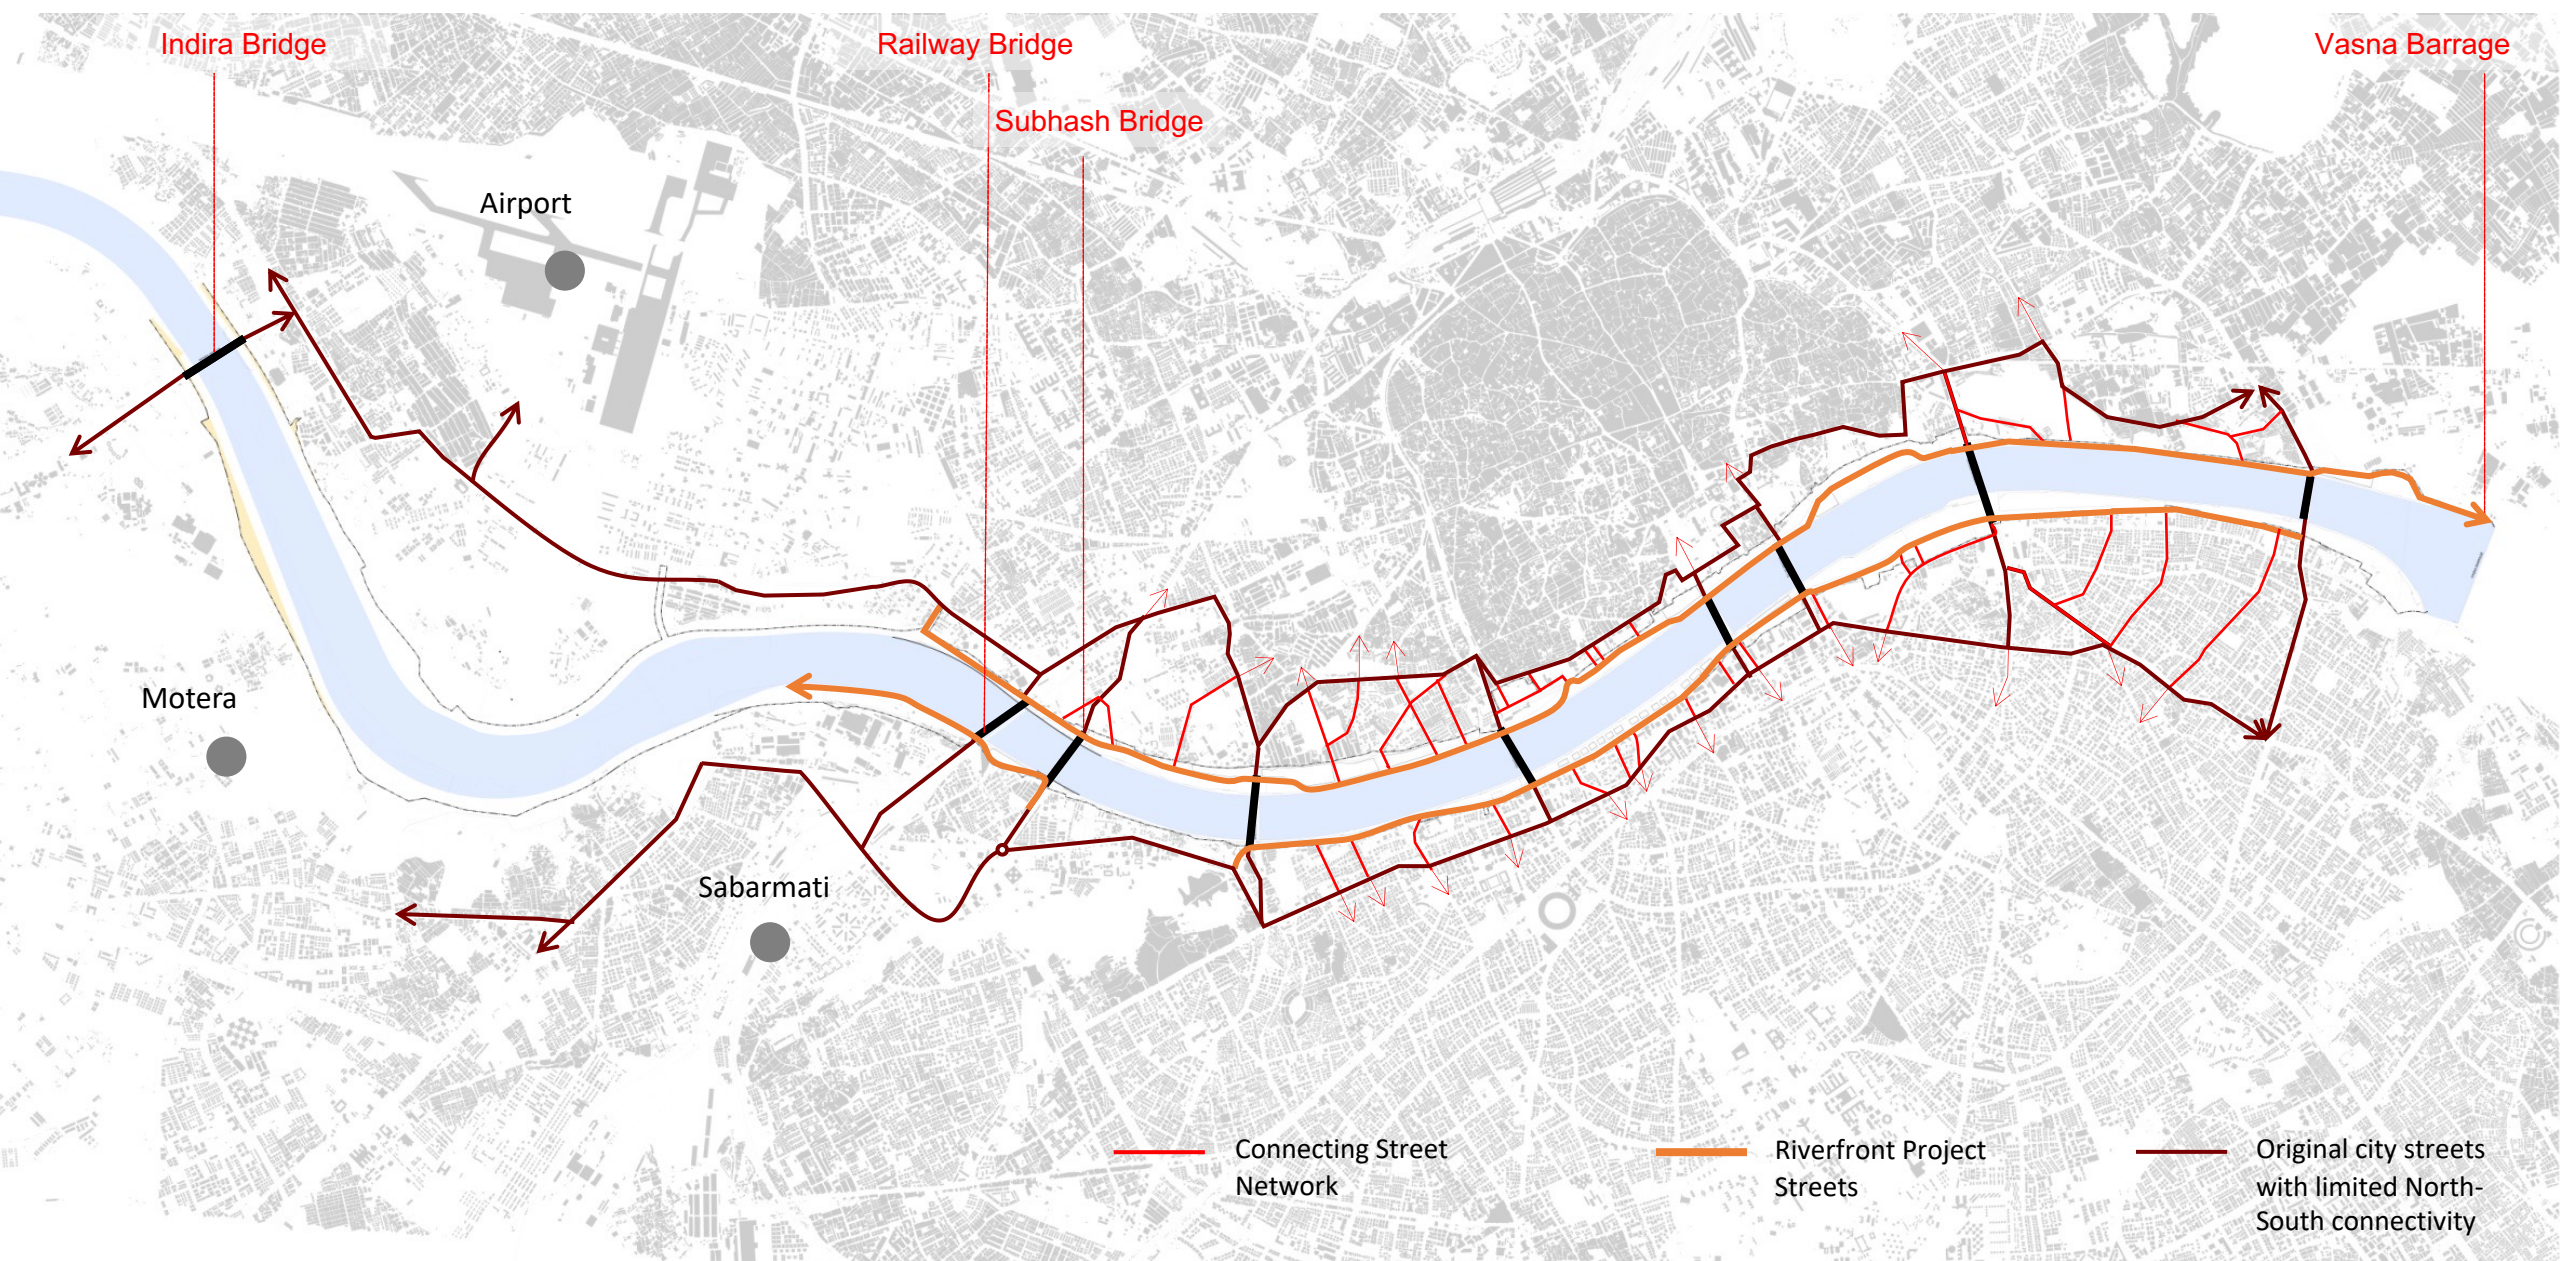 Indira Bridge
Railway Bridge
Vasna Barrage
Subhash Bridge
Airport
Motera
Sabarmati
Connecting Street
Network
Riverfront Project
Streets
Original city streets
with limited North-
South connectivity